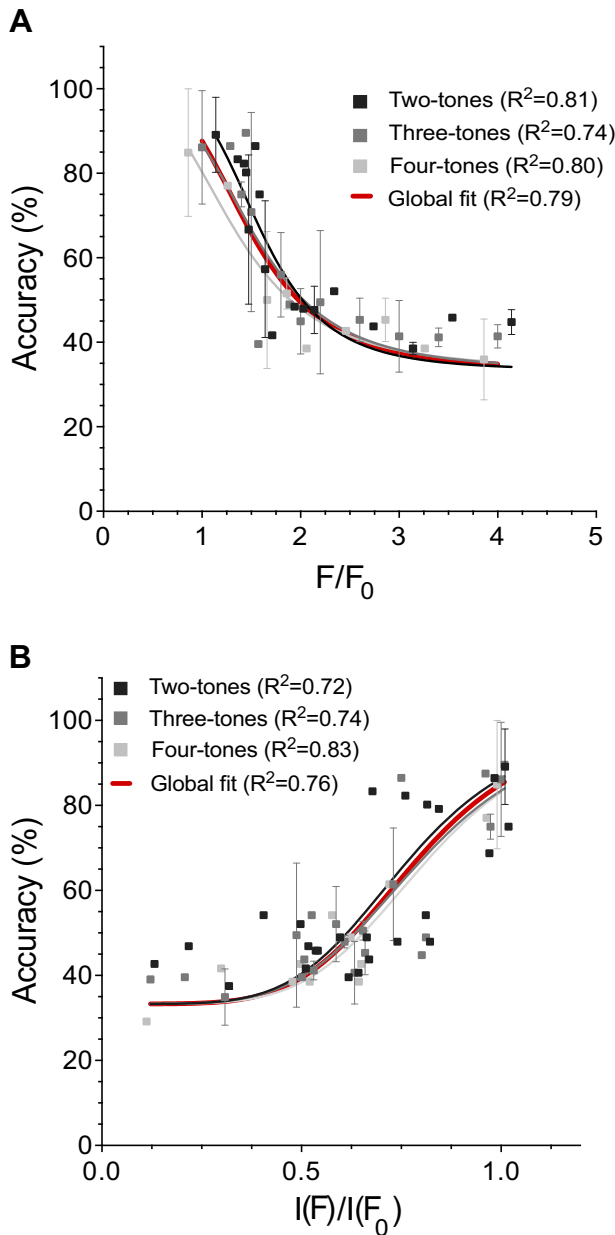 A
100
80
60
40
20
0
Accuracy (%)
Two-tones (R²=0.81)
Three-tones (R²=0.74)
Four-tones (R²=0.80)
Global fit (R²=0.79)
0 1 2 3 4 5
F/F₀
B
100
80
60
40
20
0
Accuracy (%)
Two-tones (R²=0.72)
Three-tones (R²=0.74)
Four-tones (R²=0.83)
Global fit (R²=0.76)
0.0 0.5 1.0
I(F)/I(F₀)